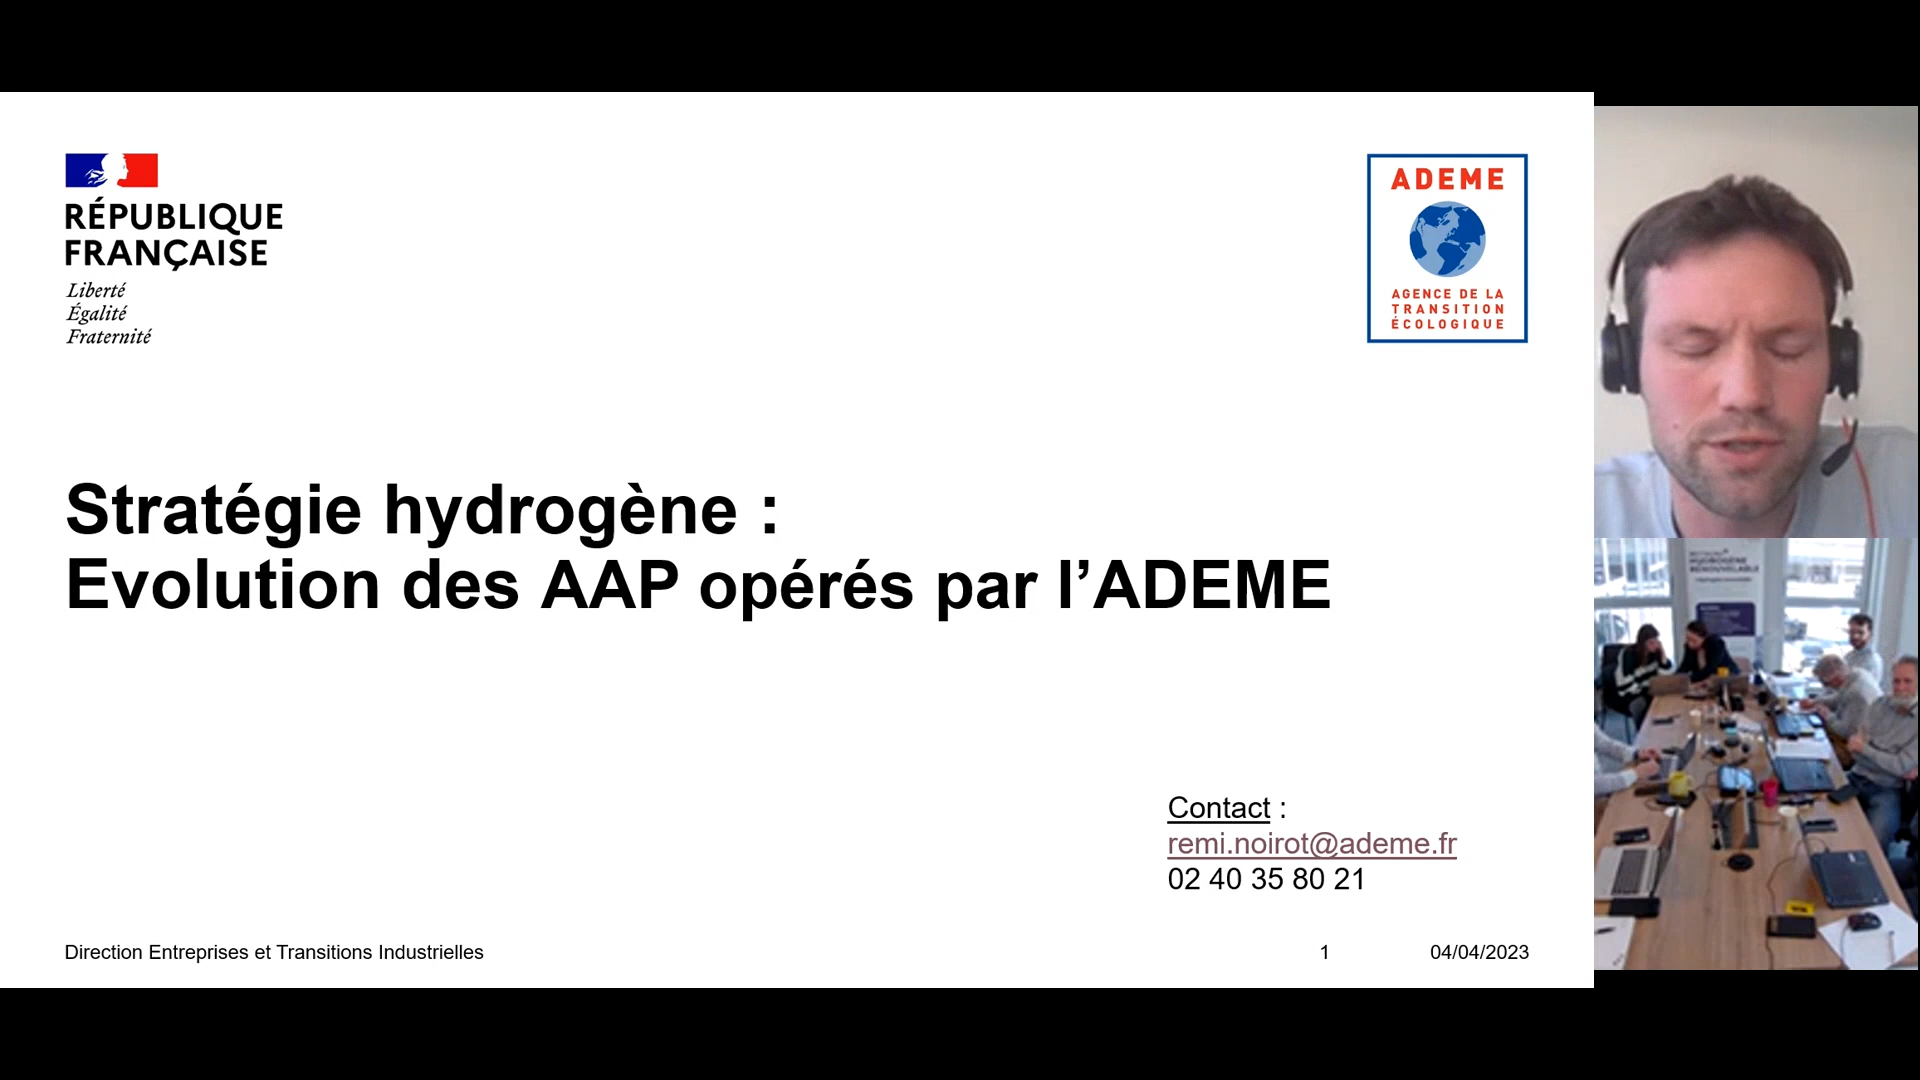 RÉPUBLIQUE
FRANÇAISE
Liberté
Égalité
Fraternité
ADEME
AGENCE DE LA
TRANSITION
ÉCOLOGIQUE
Stratégie hydrogène :
Evolution des AAP opérés par l’ADEME
Contact :
remi.noirot@ademe.fr
02 40 35 80 21
Direction Entreprises et Transitions Industrielles
1
04/04/2023
HYDROGÈNE
RENOUVELABLE